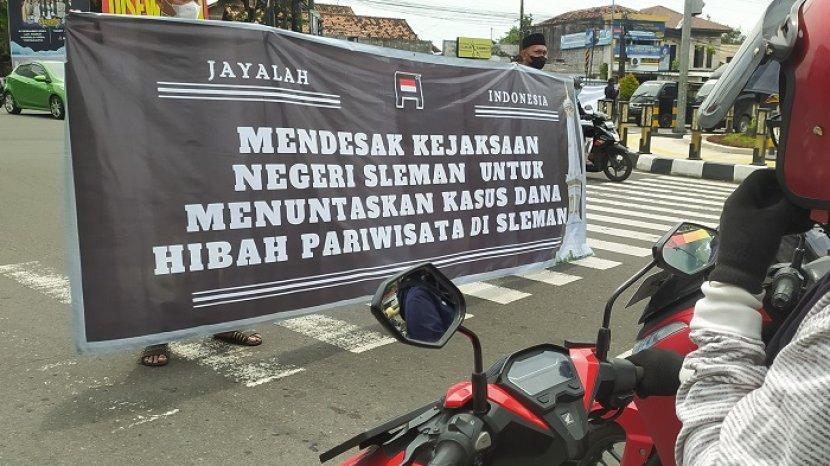 JAYALAH
INDONESIA
MENDESAK KEJAKSAAN
NEGERI SLEMAN UNTUK
MENUNTASKAN KASUS DANA
HIBAH PARIWISATA DI SLEMAN